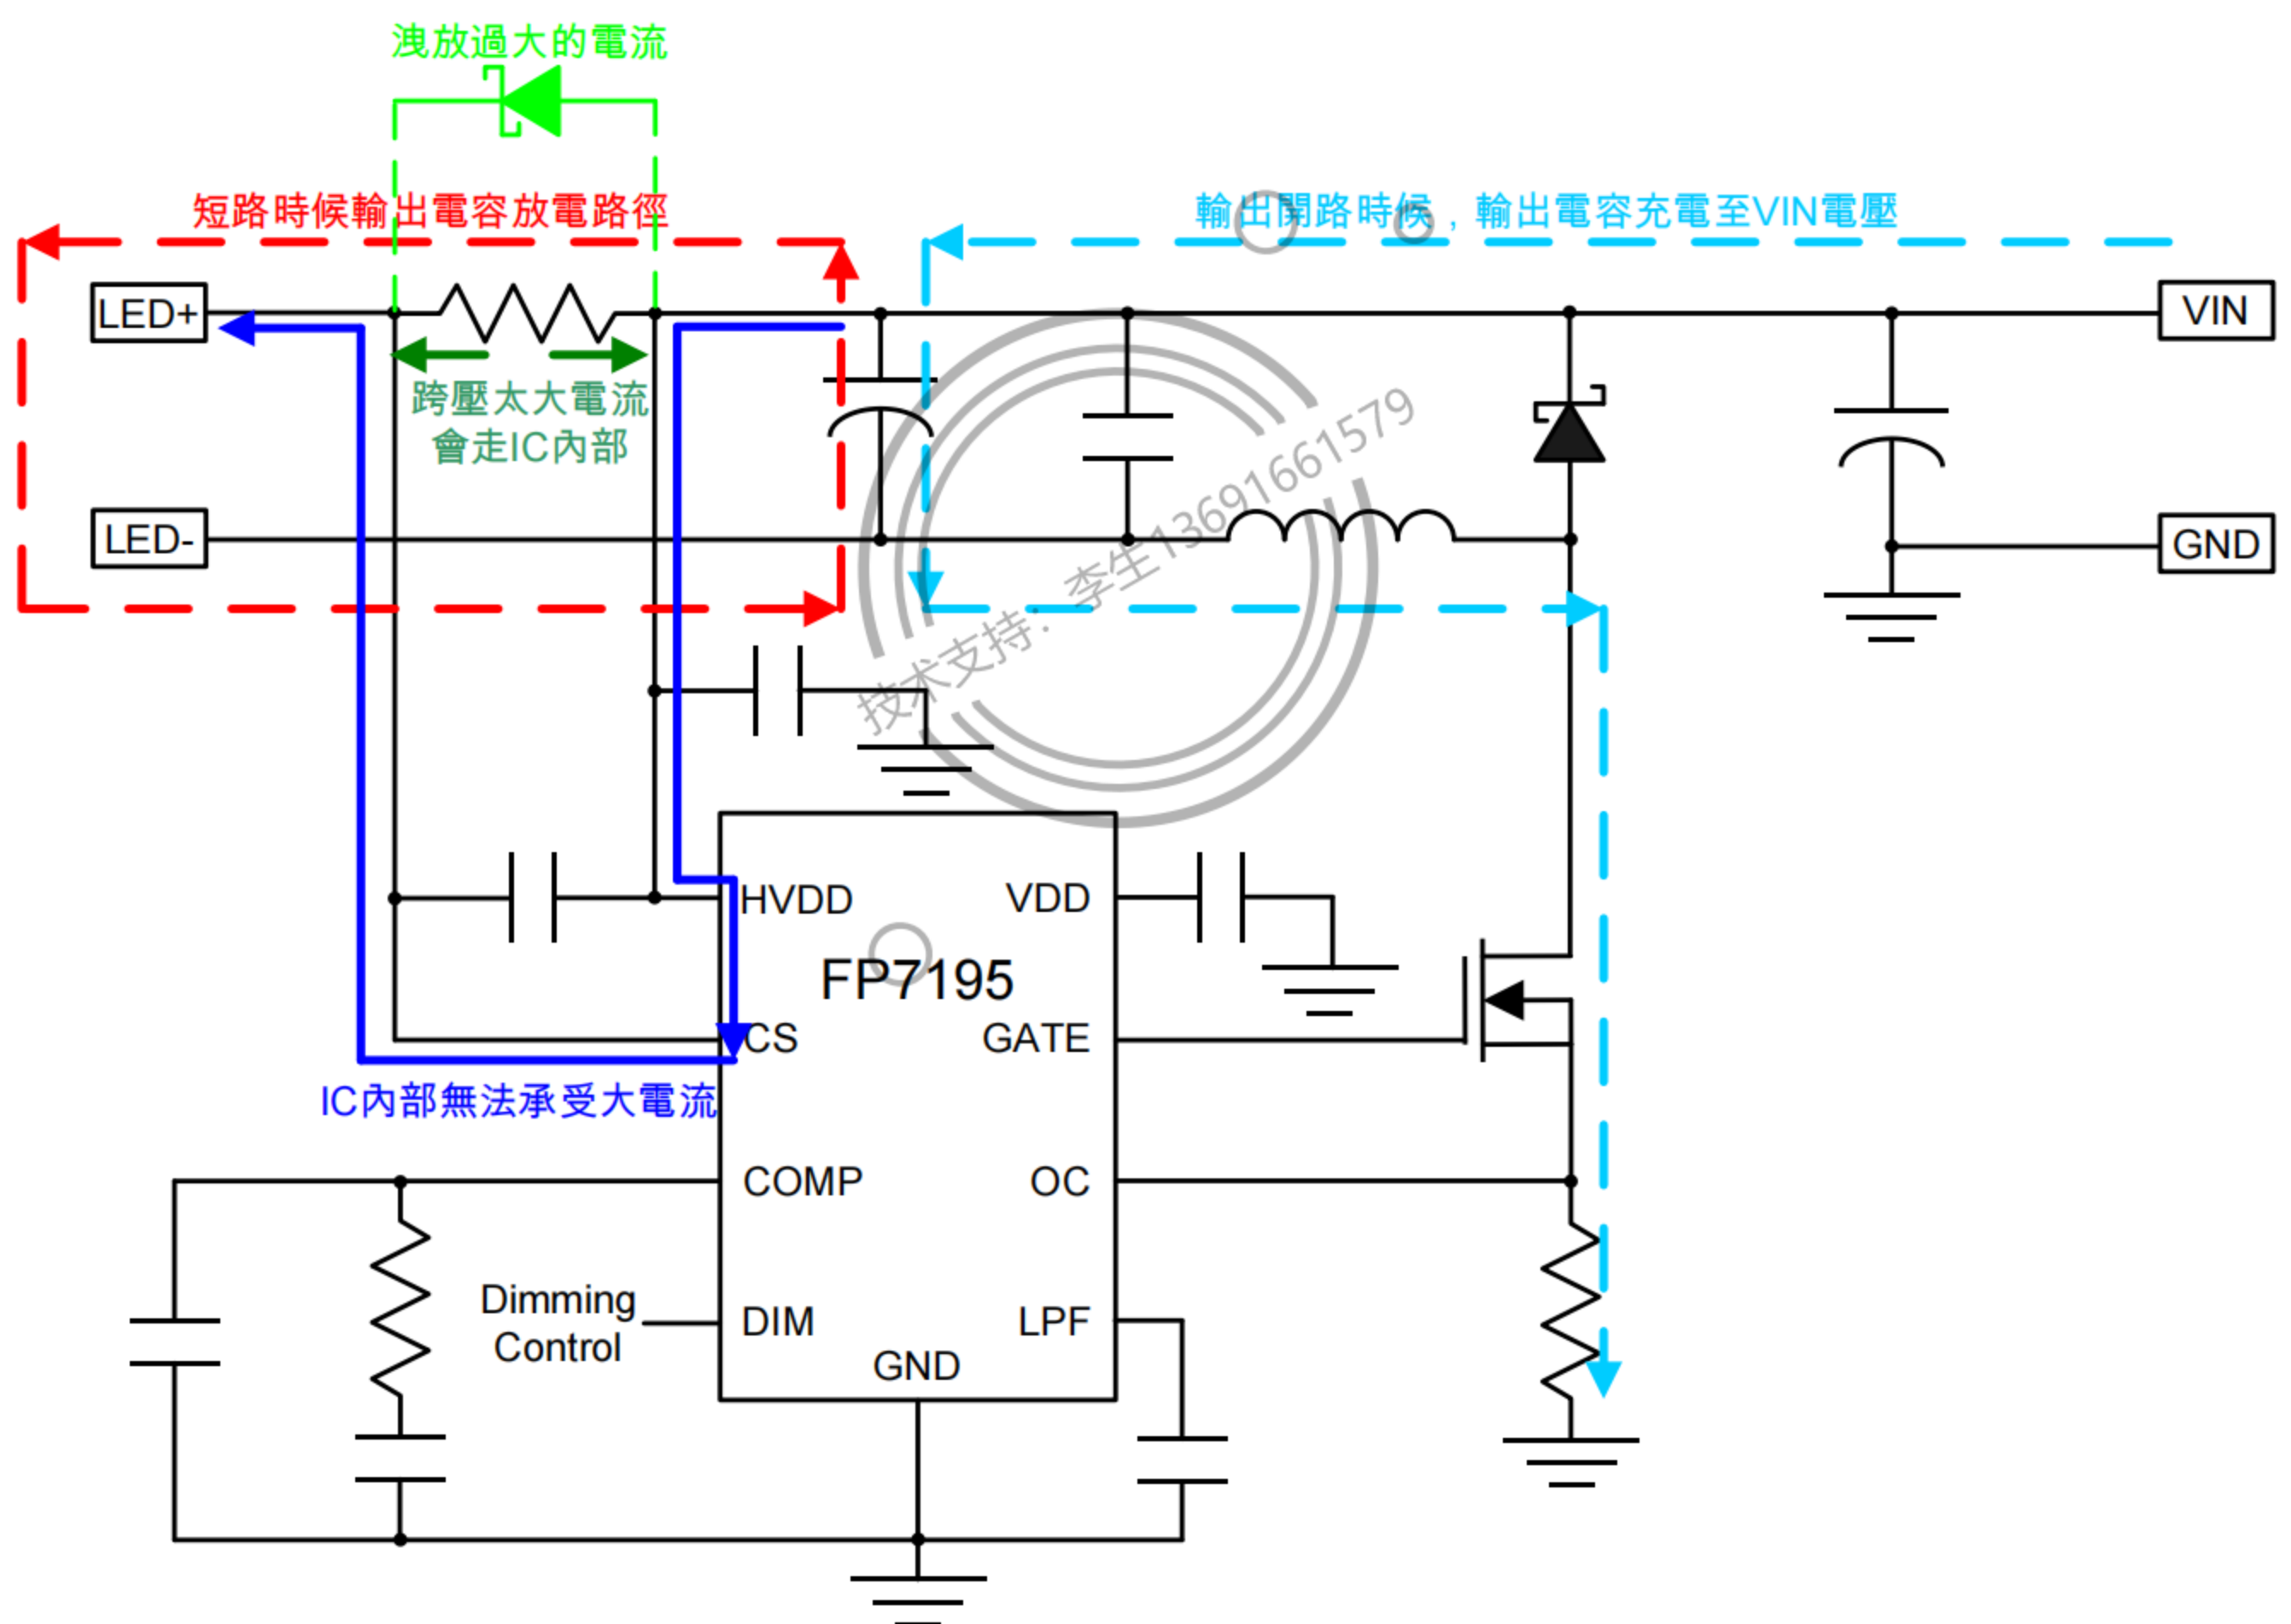 洩放過大的電流
短路時候輸出電容放電路徑
輸出開路時候，輸出電容充電至VIN電壓
LED+
VIN
跨壓太大電流
會走IC內部
技术支持：李生13691661579
LED-
GND
HVDD
VDD
FP7195
CS
GATE
IC內部無法承受大電流
COMP
OC
Dimming
Control
DIM
LPF
GND